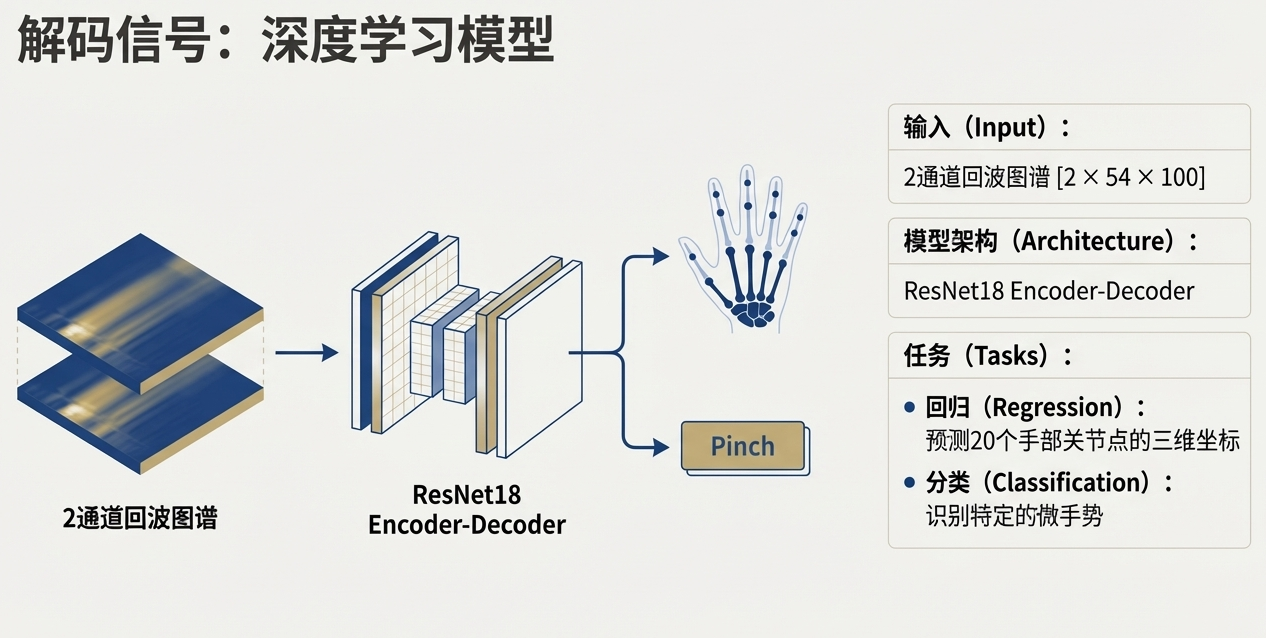 解码信号：深度学习模型
2通道回波图谱
ResNet18
Encoder-Decoder
Pinch
输入（Input）：
2通道回波图谱 [2 × 54 × 100]
模型架构（Architecture）：
ResNet18 Encoder-Decoder
任务（Tasks）：
• 回归（Regression）：
预测20个手部关节点的三维坐标
• 分类（Classification）：
识别特定的微手势